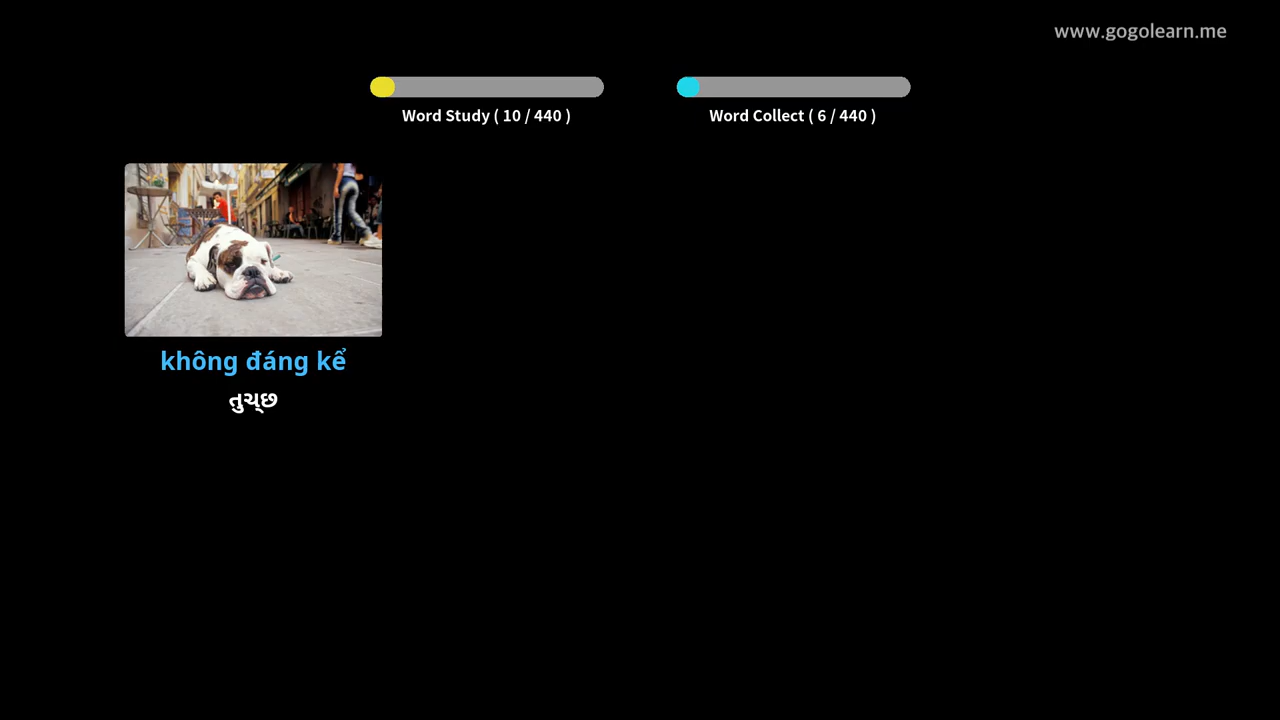 www.gogolearn.me
Word Study ( 10 / 440 )
Word Collect ( 6 / 440 )
không đáng kể
તુચ્છ